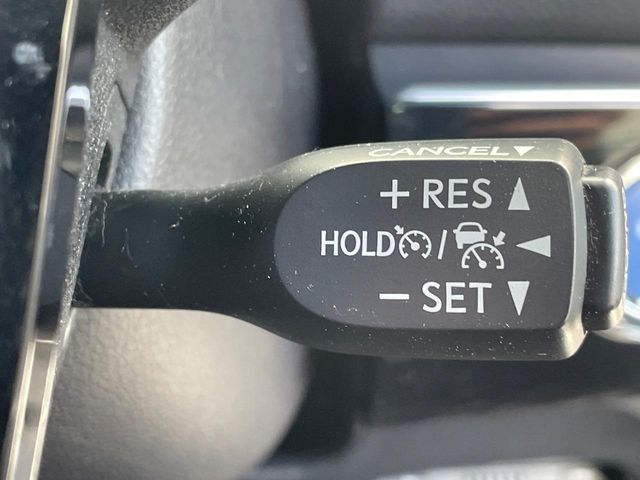 CANCEL▼
+ RES ▲
HOLD / ◀
− SET ▼